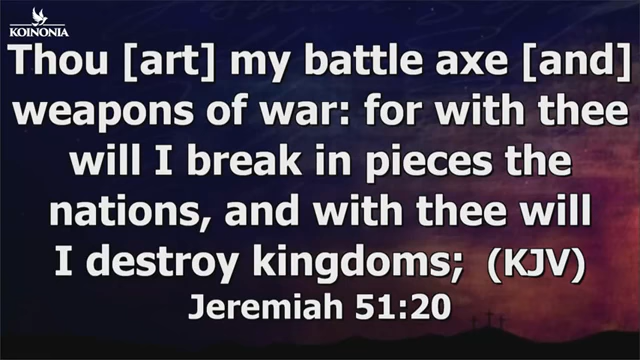 KOINONIA
Thou [art] my battle axe [and]
weapons of war: for with thee
will I break in pieces the
nations, and with thee will
I destroy kingdoms; (KJV)
Jeremiah 51:20